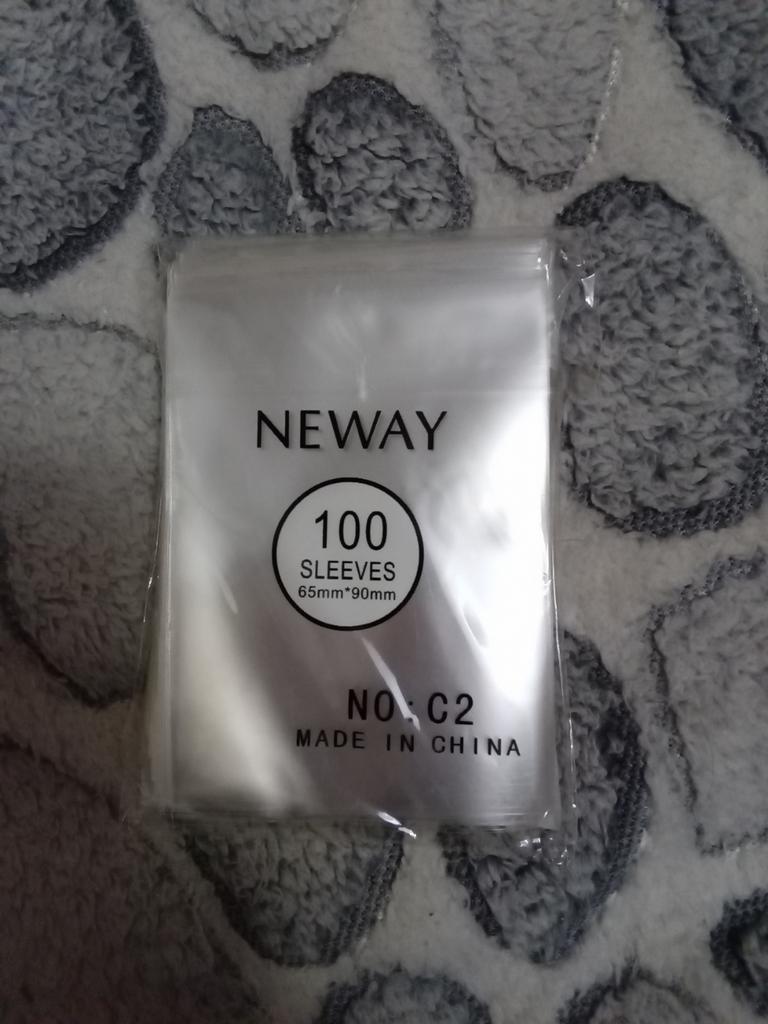 NEWAY
100
SLEEVES
65mm*90mm
NO:C2
MADE IN CHINA